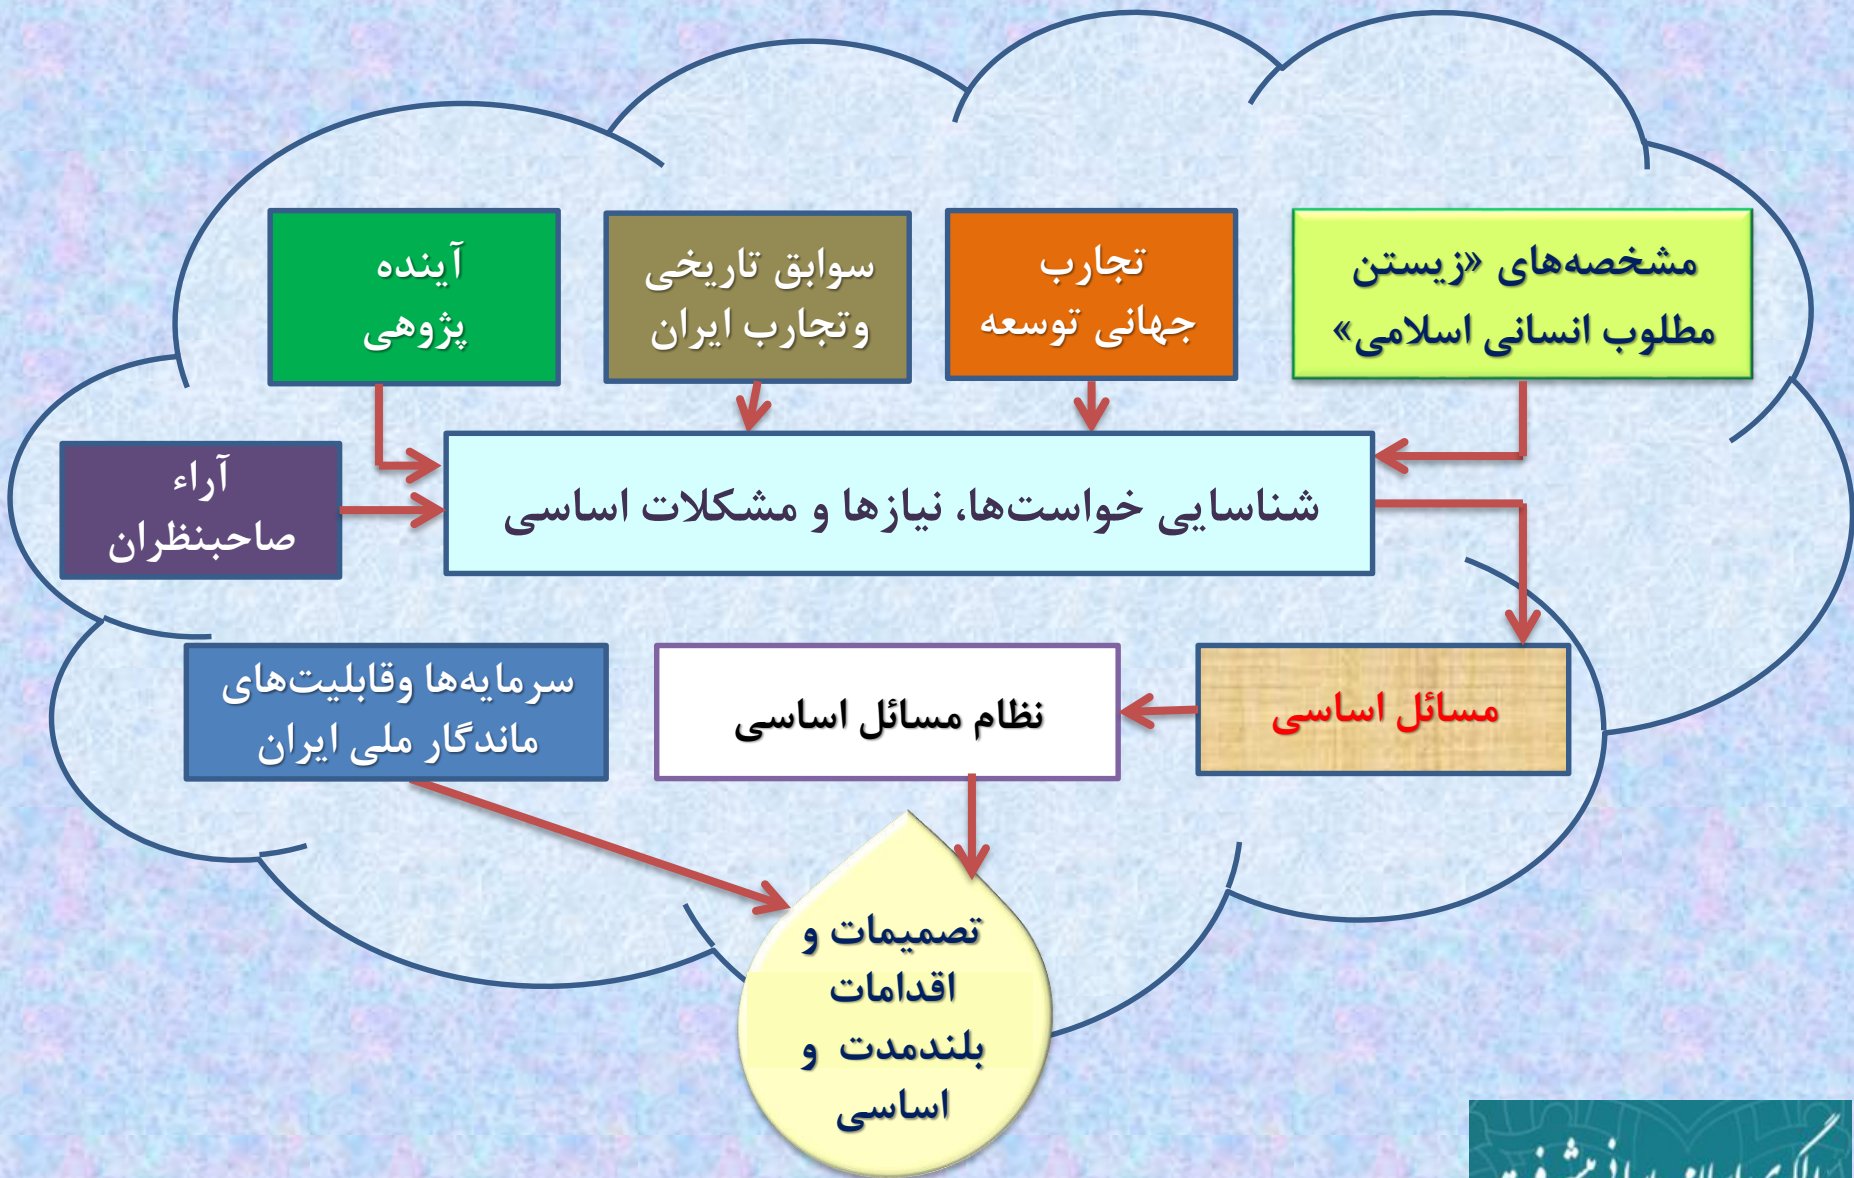 مشخصه‌های «زیستن
مطلوب انسانی اسلامی»
تجارب
جهانی توسعه
سوابق تاریخی
وتجارب ایران
آینده
پژوهی
آراء
صاحبنظران
شناسایی خواست‌ها، نیازها و مشکلات اساسی
مسائل اساسی
نظام مسائل اساسی
سرمایه‌ها وقابلیت‌های
ماندگار ملی ایران
تصمیمات و
اقدامات
بلندمدت و
اساسی